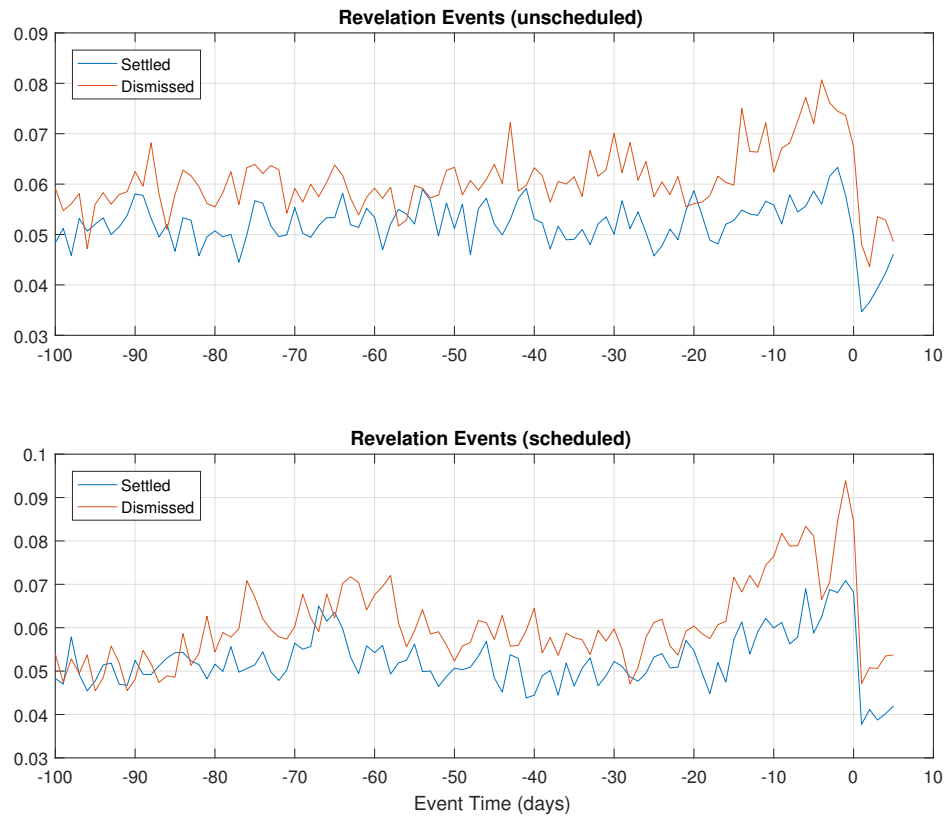 Revelation Events (unscheduled)
0.09
0.08
0.07
0.06
0.05
0.04
0.03
Settled
Dismissed
-100 -90 -80 -70 -60 -50 -40 -30 -20 -10 0 10
Revelation Events (scheduled)
0.1
0.09
0.08
0.07
0.06
0.05
0.04
0.03
Settled
Dismissed
-100 -90 -80 -70 -60 -50 -40 -30 -20 -10 0 10
Event Time (days)